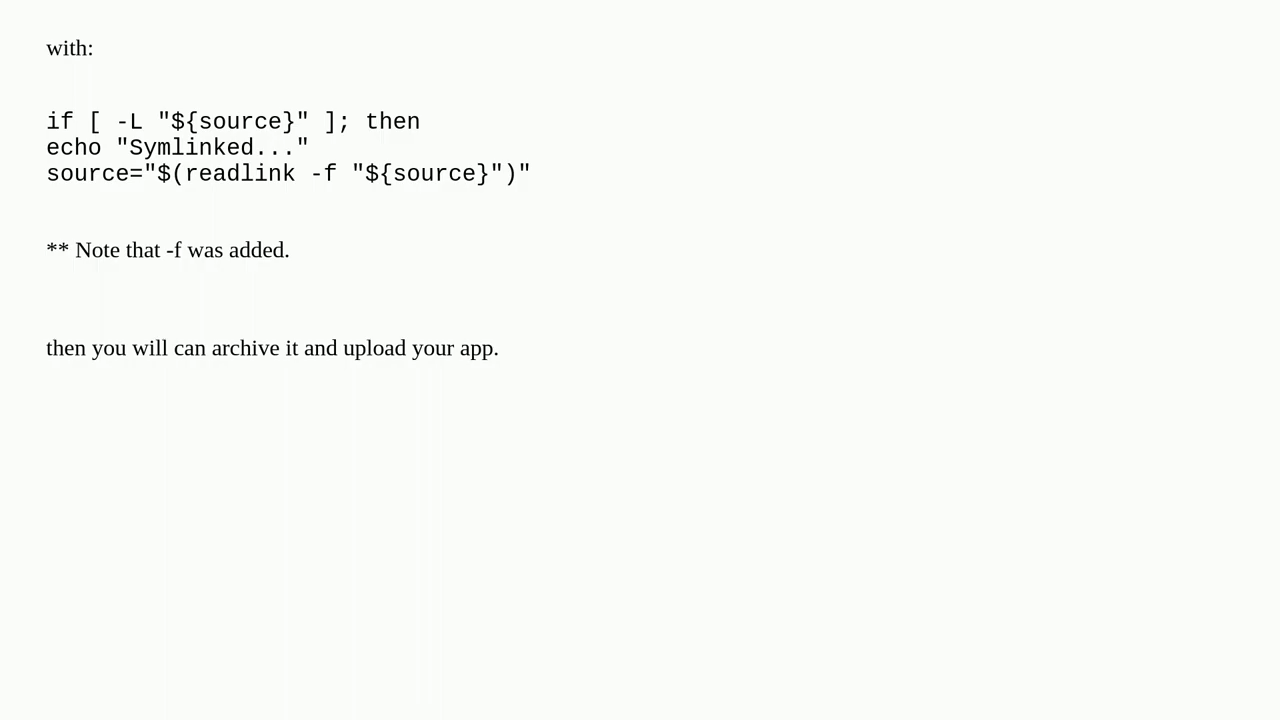 with:
if [ -L "${source}" ]; then
echo "Symlinked..."
source="$(readlink -f "${source}")"
** Note that -f was added.
then you will can archive it and upload your app.